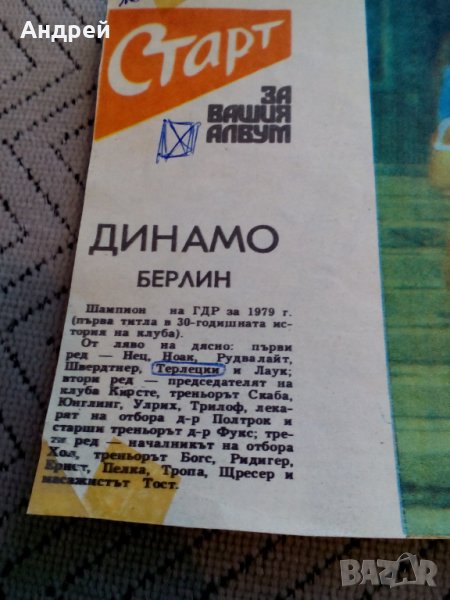 Андрей
Старт
ЗА
ВАШИЯ
АЛБУМ
ДИНАМО
БЕРЛИН
Шампион на ГДР за 1979 г.
(първа титла в 30-годишната ис-
тория на клуба).
От ляво на дясно: първи
ред — Нец, Ноак, Рудвалайт,
Швердтнер, Терлецки и Лаук;
втори ред — председателят на
клуба Кирсте, треньорът Скаба,
Юнглинг, Улрих, Трилоф, лека-
рят на отбора д-р Полтрок и
старши треньорът д-р Фукс; тре-
ти ред — началникът на отбора
треньорът Богс, Ридигер,
Ернст, Пелка, Тропа, Щресер и
масажистът Тост.
BAZAR